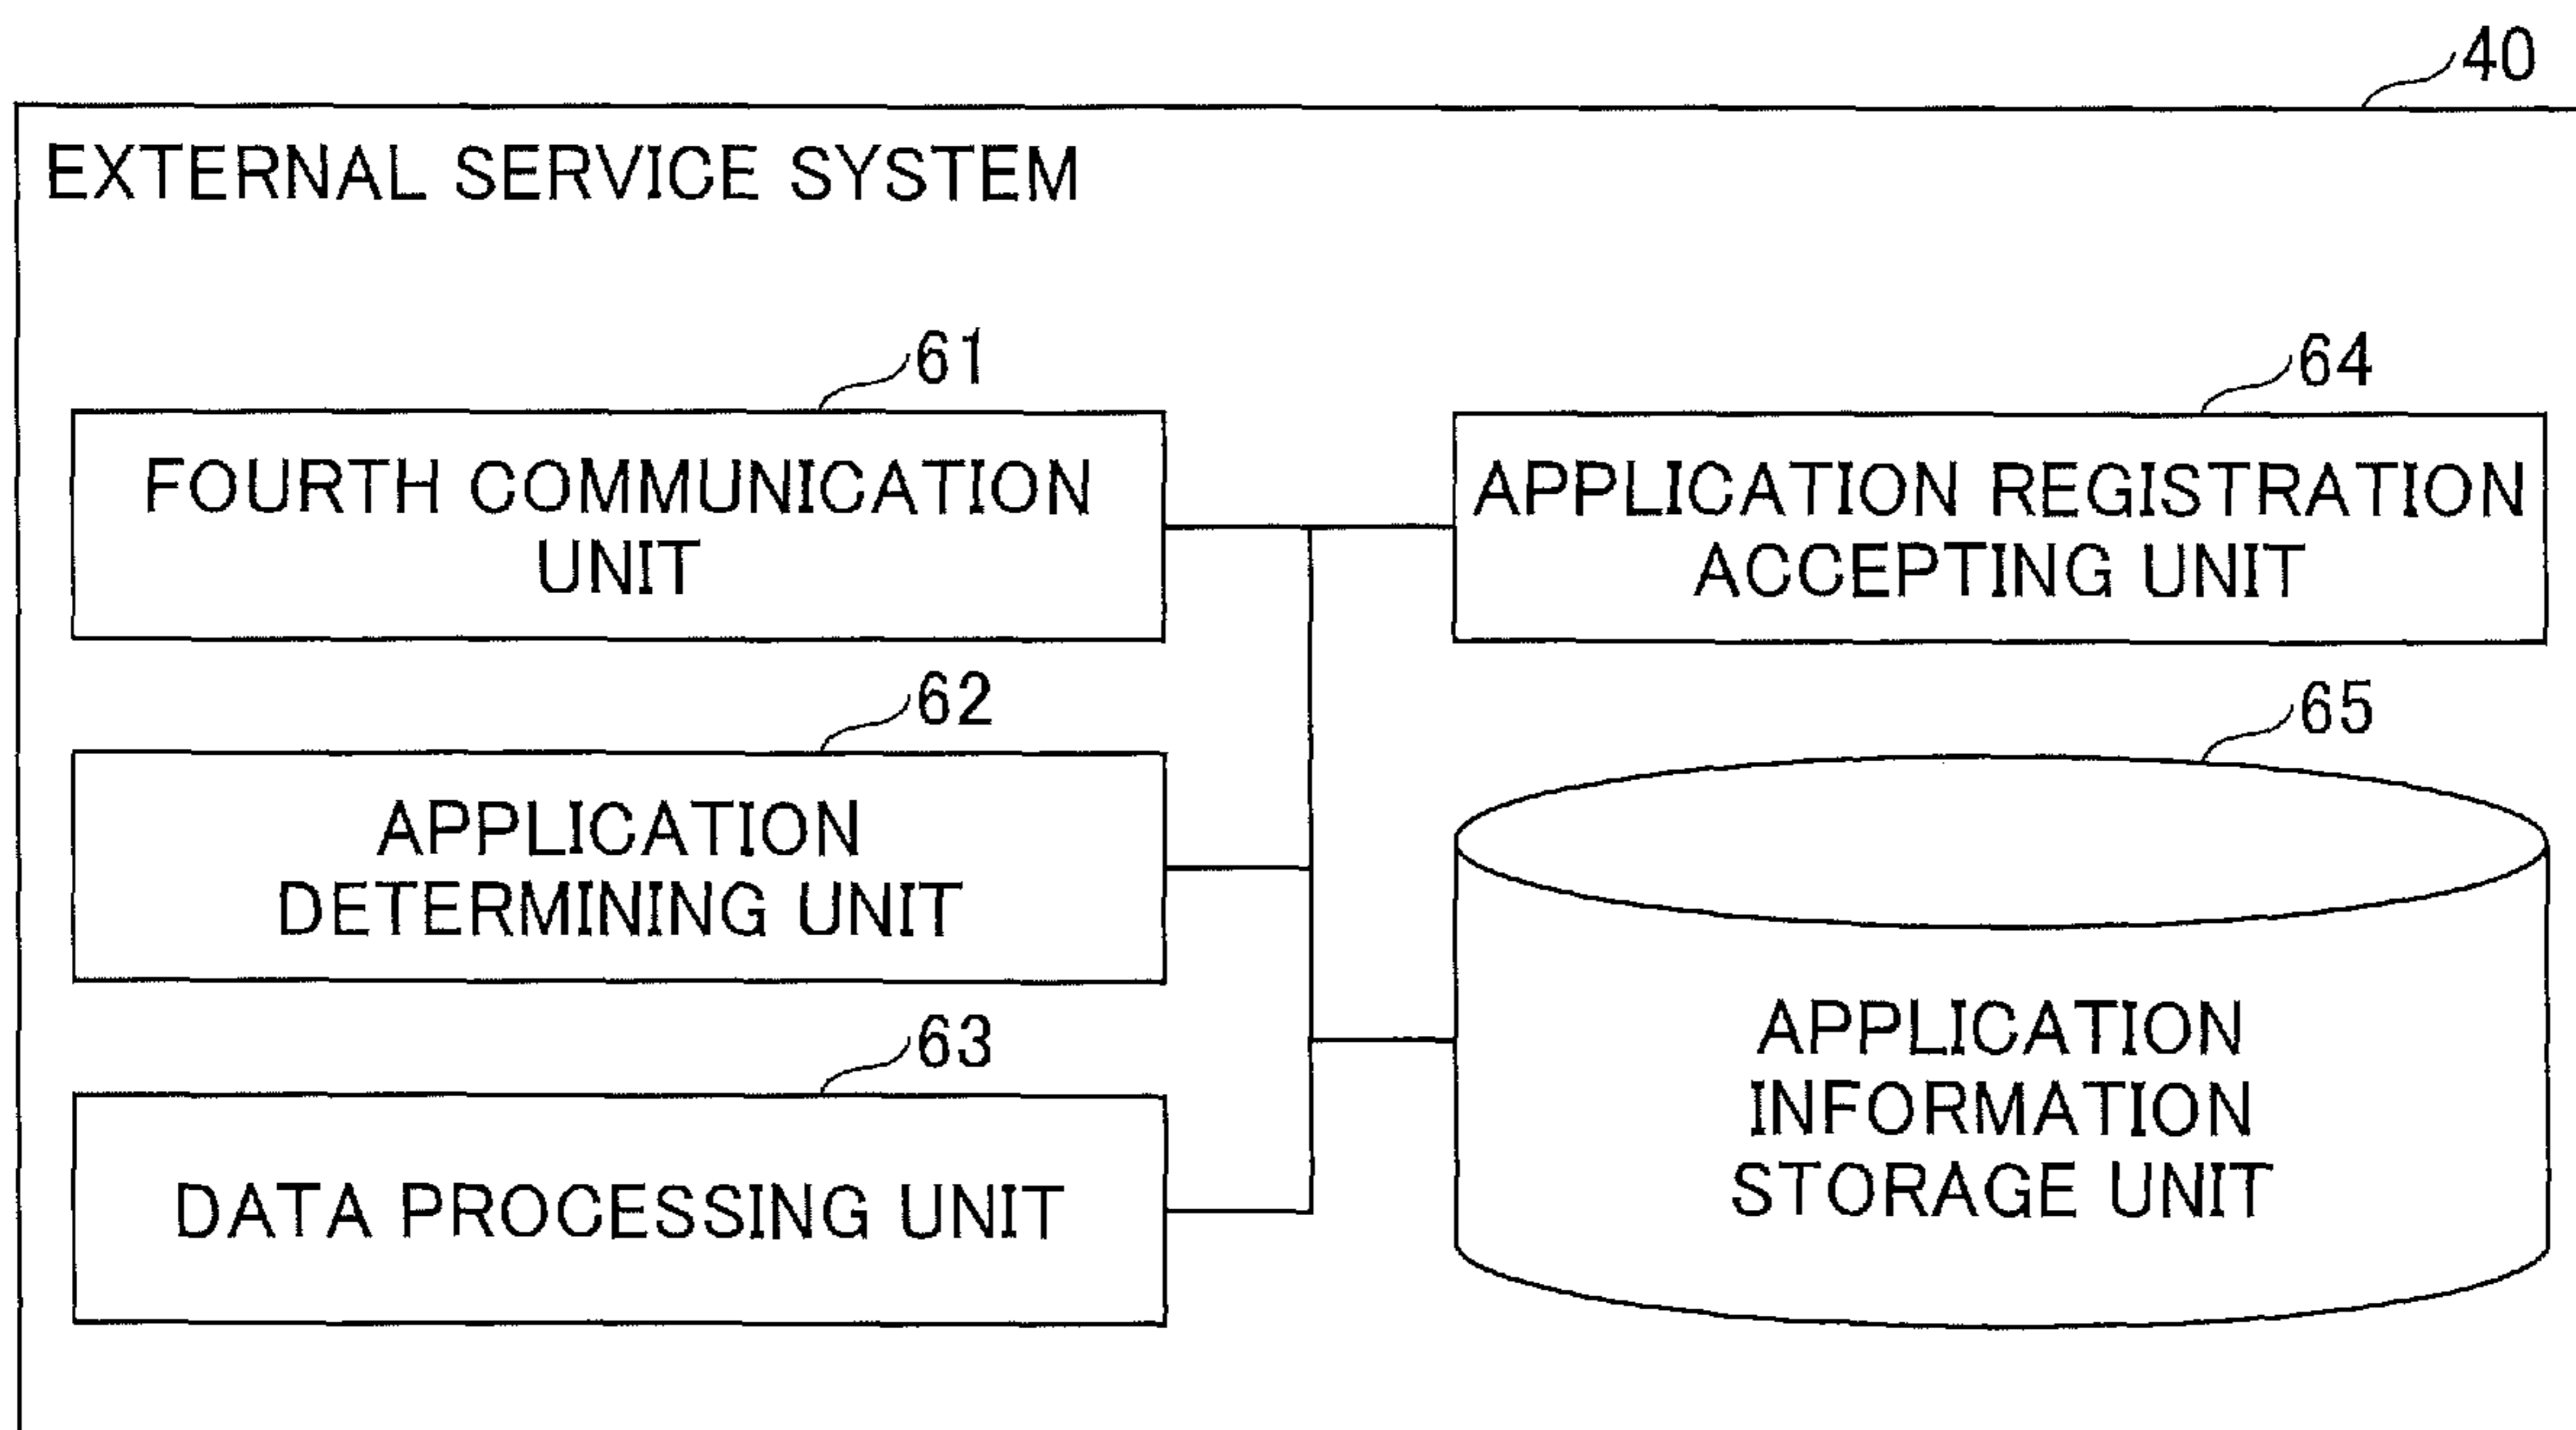 40
EXTERNAL SERVICE SYSTEM
61
FOURTH COMMUNICATION
UNIT
62
APPLICATION
DETERMINING UNIT
63
DATA PROCESSING UNIT
64
APPLICATION REGISTRATION
ACCEPTING UNIT
65
APPLICATION
INFORMATION
STORAGE UNIT